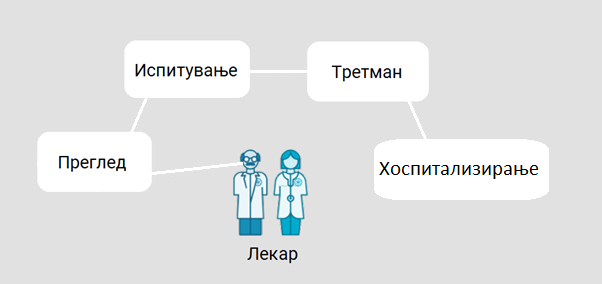 Испитување
Третман
Преглед
Хоспитализирање
Лекар